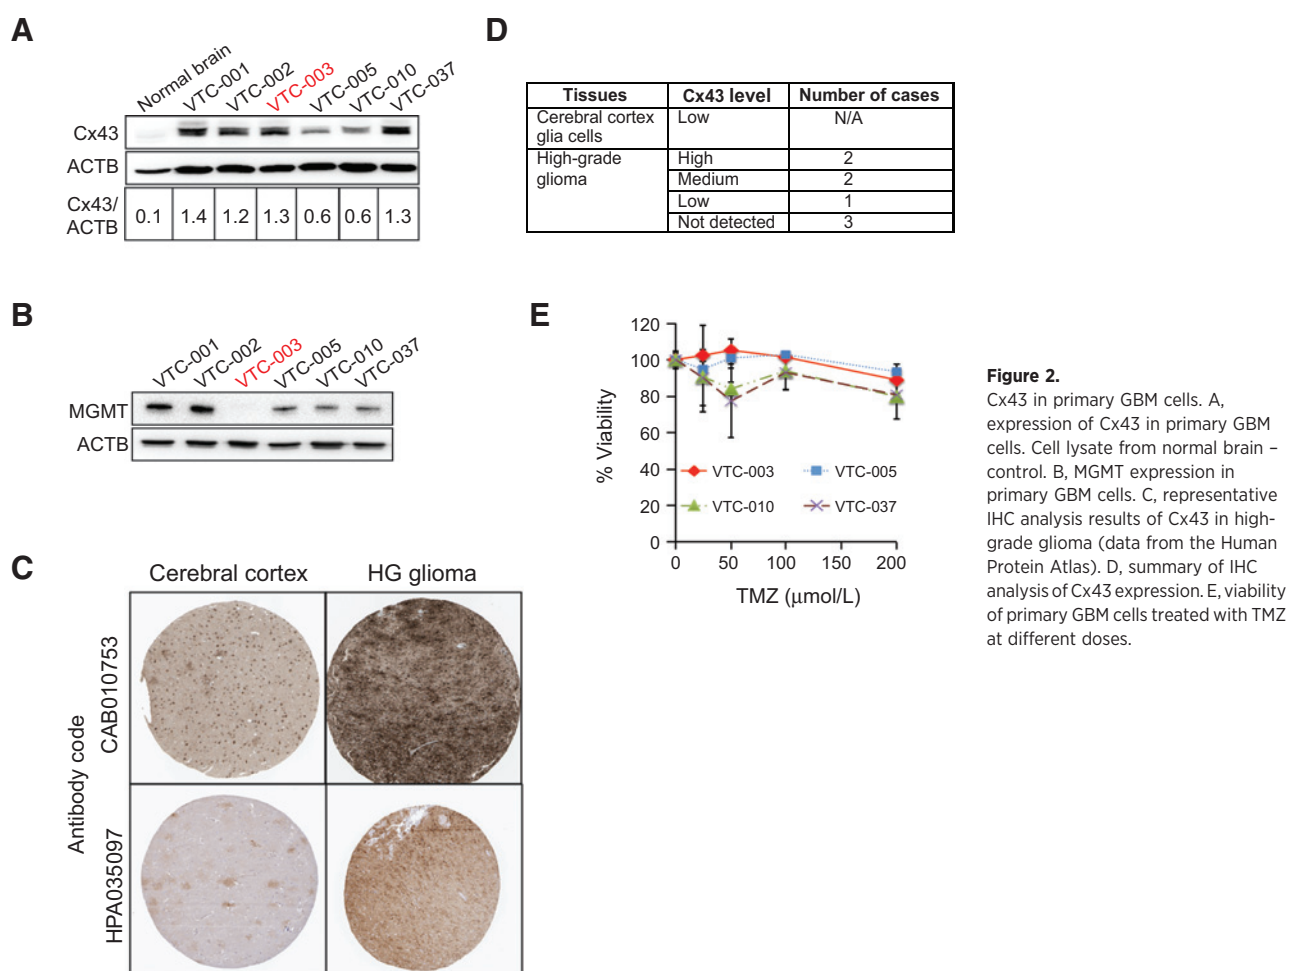 A
Normal brain
VTC-001
VTC-002
VTC-003
VTC-005
VTC-010
VTC-037
Cx43
ACTB
Cx43/
ACTB
0.1 1.4 1.2 1.3 0.6 0.6 1.3
B
VTC-001
VTC-002
VTC-003
VTC-005
VTC-010
VTC-037
MGMT
ACTB
C
Cerebral cortex HG glioma
Antibody code
CAB010753
HPA035097
D
Tissues Cx43 level Number of cases
Cerebral cortex Low N/A
glia cells
High-grade High 2
glioma Medium 2
Low 1
Not detected 3
E
% Viability
120
100
80
60
40
20
0
VTC-003 VTC-005
VTC-010 VTC-037
0 50 100 150 200
TMZ (μmol/L)
Figure 2.
Cx43 in primary GBM cells. A,
expression of Cx43 in primary GBM
cells. Cell lysate from normal brain –
control. B, MGMT expression in
primary GBM cells. C, representative
IHC analysis results of Cx43 in high-
grade glioma (data from the Human
Protein Atlas). D, summary of IHC
analysis of Cx43 expression. E, viability
of primary GBM cells treated with TMZ
at different doses.